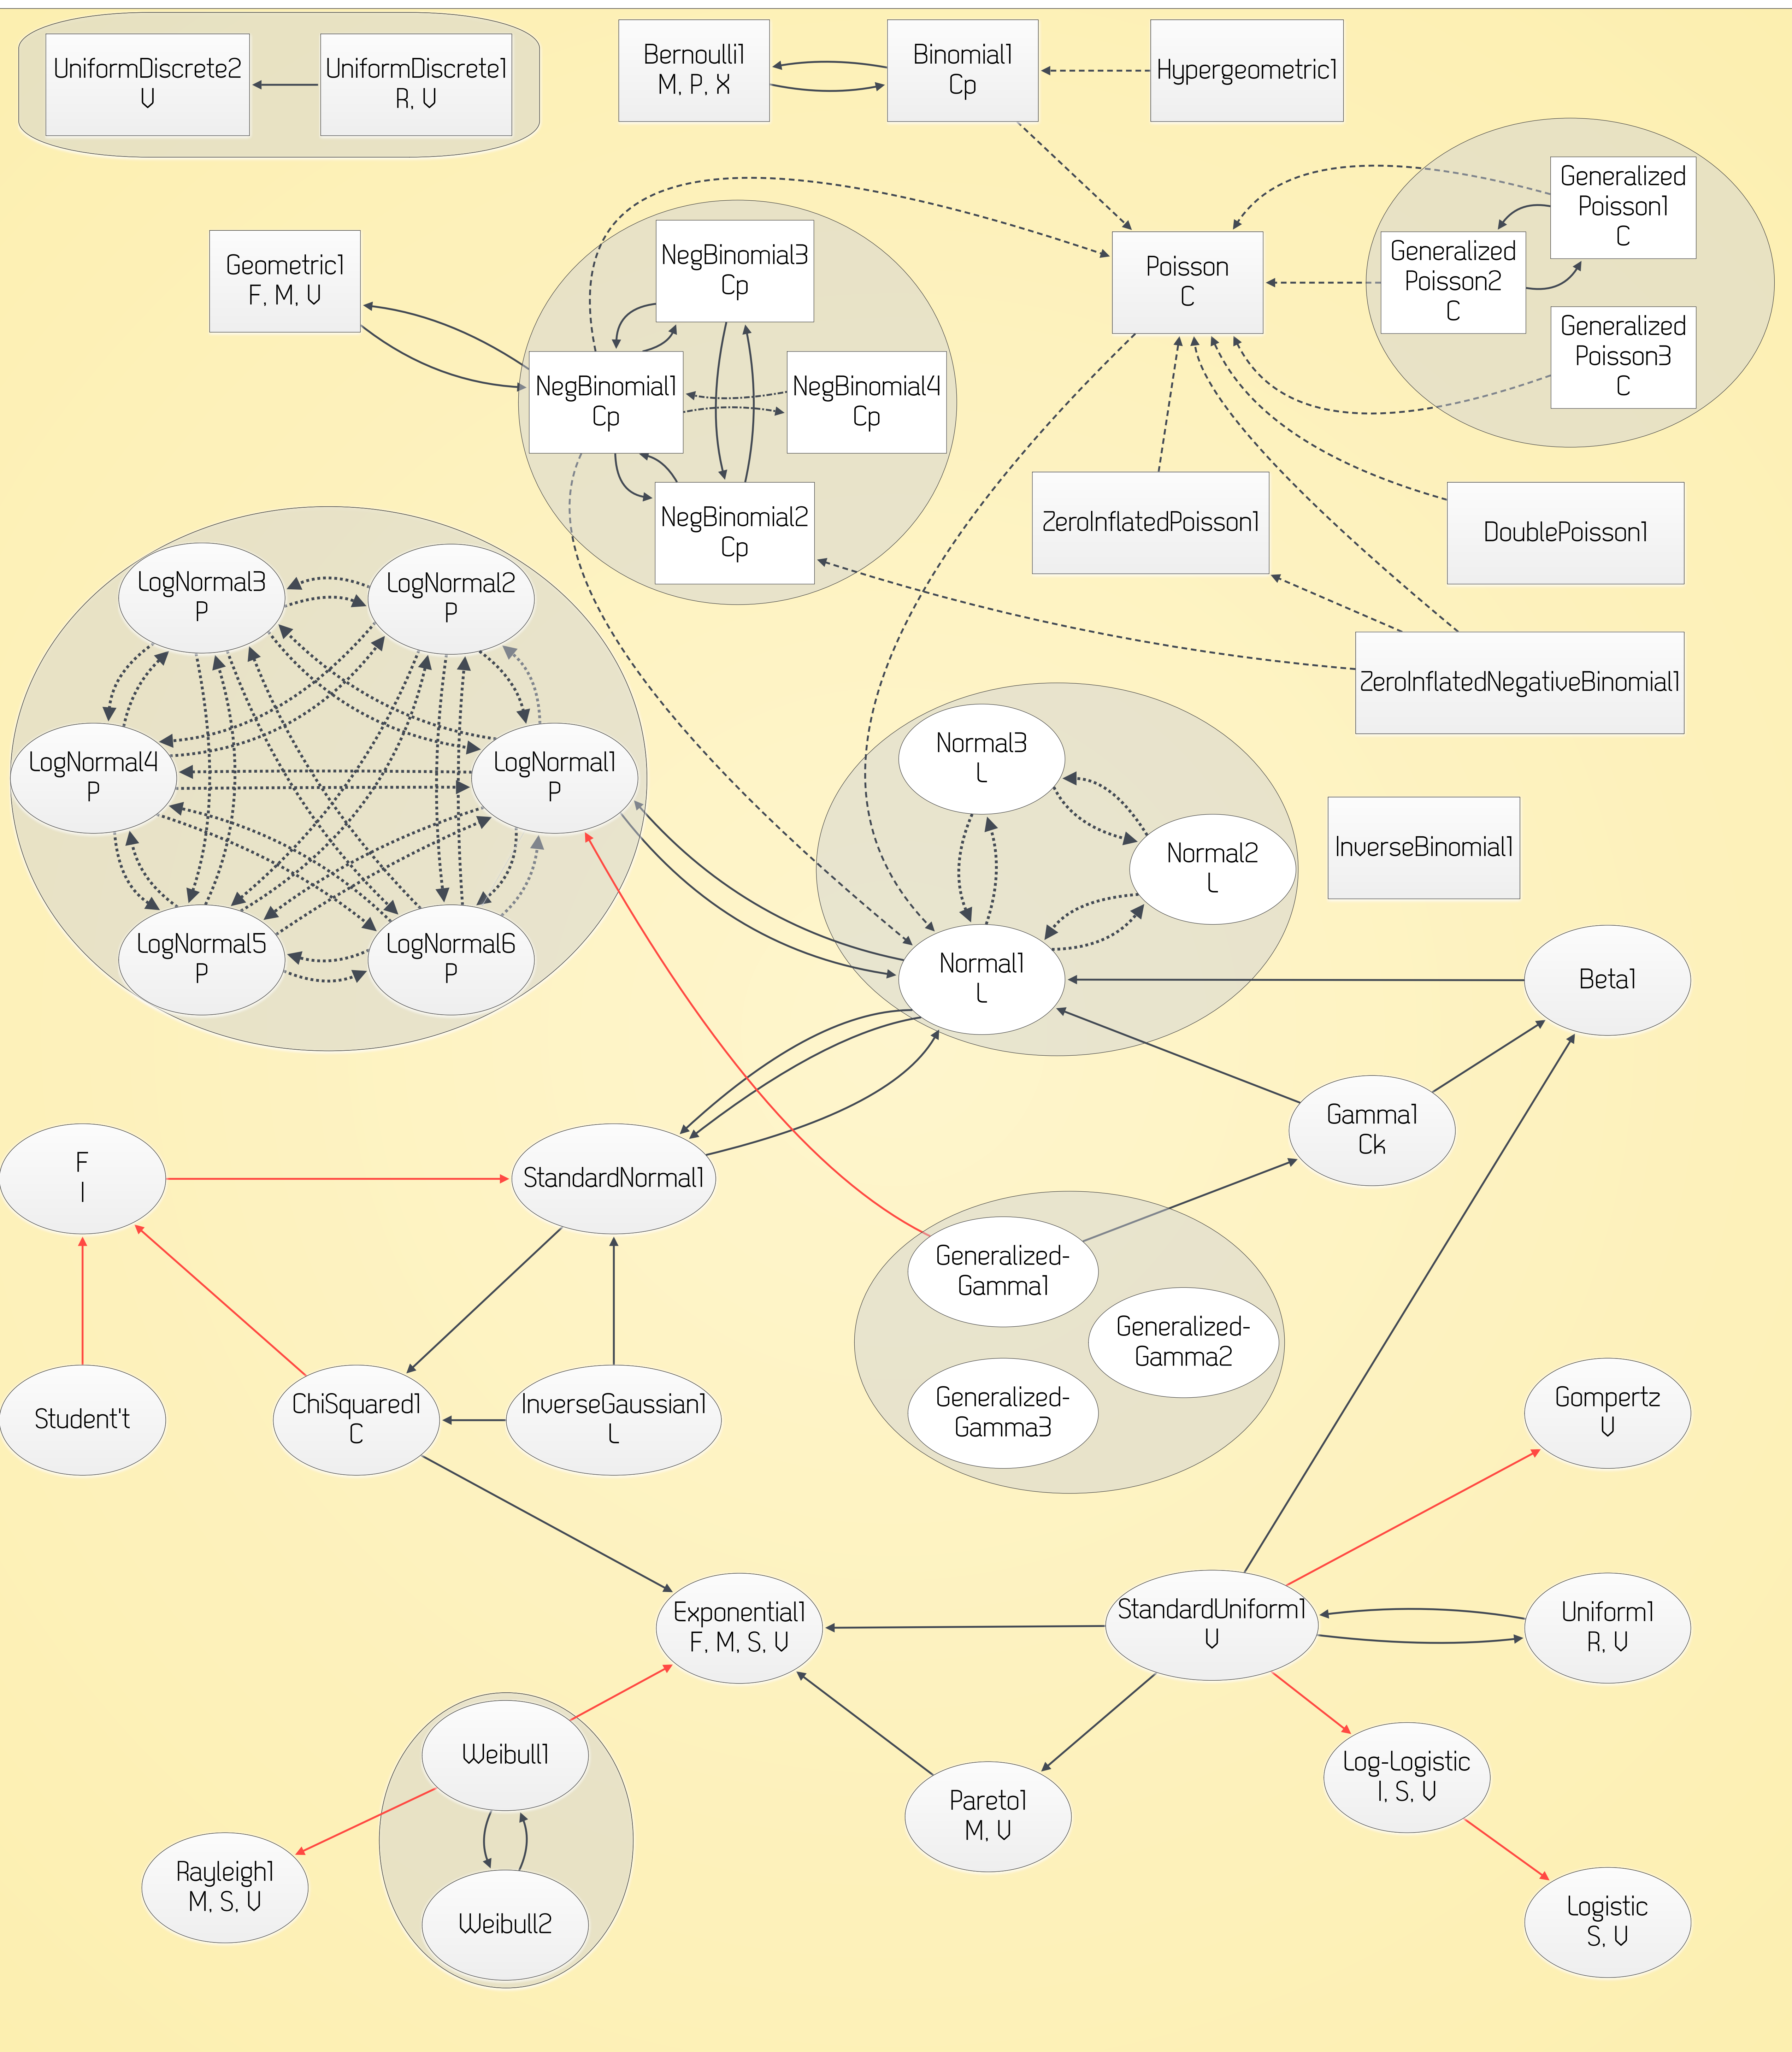 UniformDiscrete2
V
UniformDiscrete1
R, V
Bernoulli1
M, P, X
Binomial1
Cp
Hypergeometric1
Generalized
Poisson1
C
Generalized
Poisson2
C
Generalized
Poisson3
C
Poisson
C
Geometric1
F, M, V
NegBinomial3
Cp
NegBinomial1
Cp
NegBinomial4
Cp
NegBinomial2
Cp
ZeroInflatedPoisson1
DoublePoisson1
ZeroInflatedNegativeBinomial1
LogNormal3
P
LogNormal2
P
LogNormal4
P
LogNormal1
P
LogNormal5
P
LogNormal6
P
Normal3
L
Normal2
L
Normal1
L
InverseBinomial1
Beta1
Gamma1
Ck
F
I
StandardNormal1
Generalized-
Gamma1
Generalized-
Gamma2
Generalized-
Gamma3
Student't
ChiSquared1
C
InverseGaussian1
L
Gompertz
V
Exponential1
F, M, S, V
StandardUniform1
V
Uniform1
R, V
Weibull1
Weibull2
Rayleigh1
M, S, V
Pareto1
M, V
Log-Logistic
I, S, V
Logistic
S, V